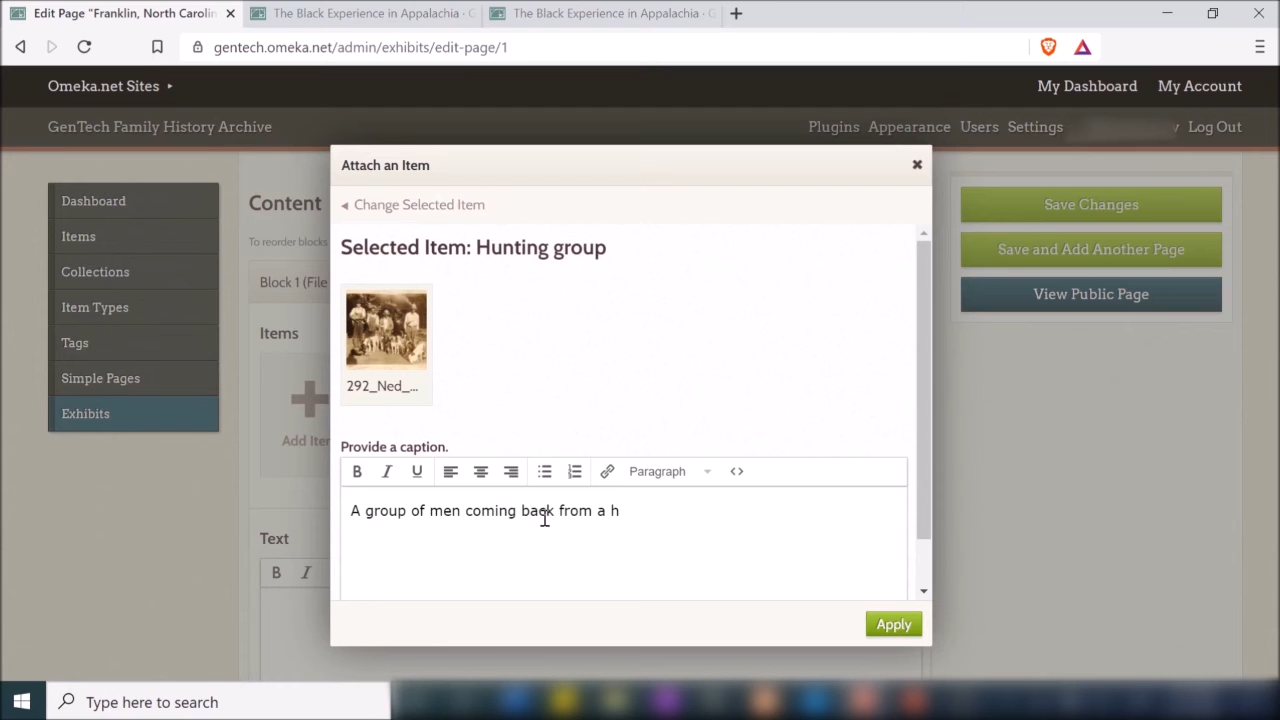 Edit Page "Franklin, North Carolin
The Black Experience in Appalachia · G
The Black Experience in Appalachia · G
gentech.omeka.net/admin/exhibits/edit-page/1
Omeka.net Sites
My Dashboard My Account
GenTech Family History Archive
Plugins Appearance Users Settings Log Out
Attach an Item
Change Selected Item
Selected Item: Hunting group
292_Ned_...
Provide a caption.
B I U Paragraph <>
A group of men coming back from a h
Apply
Dashboard
Items
Collections
Item Types
Tags
Simple Pages
Exhibits
Content
To reorder blocks
Block 1 (File
Items
Add Iter
Text
B I
Save Changes
Save and Add Another Page
View Public Page
Type here to search